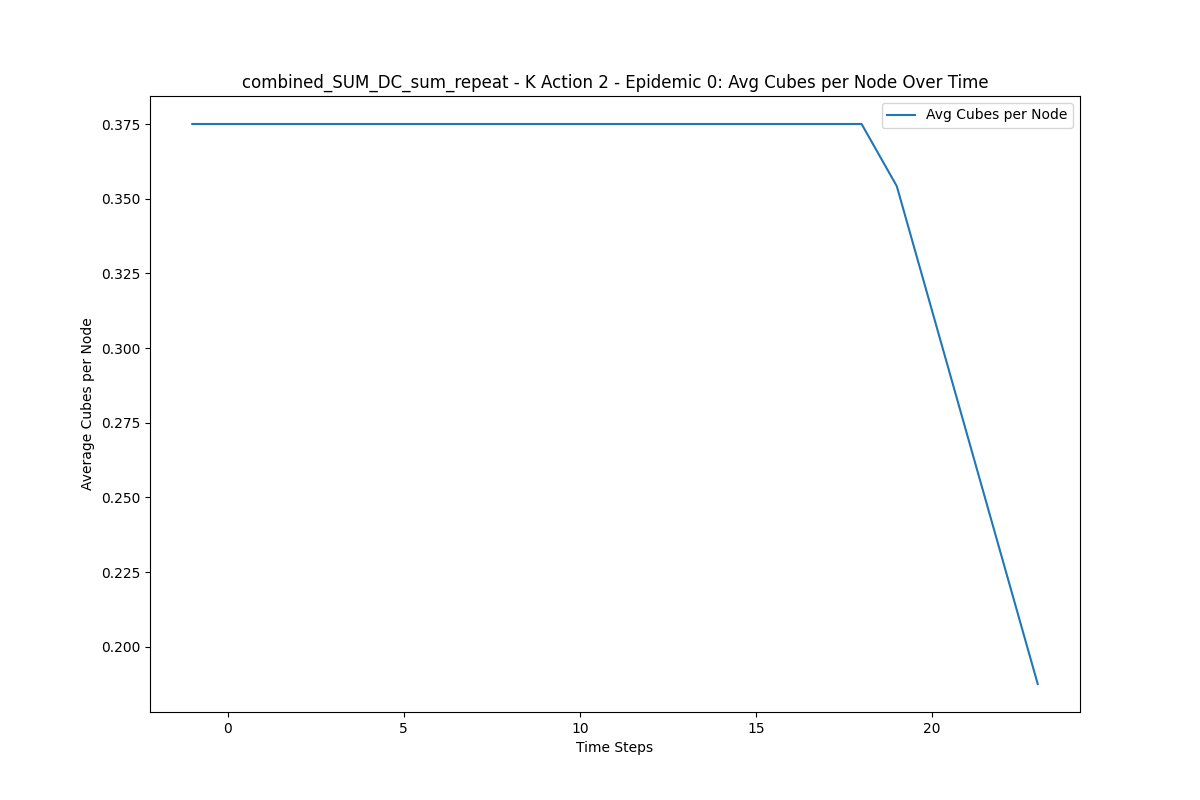 combined_SUM_DC_sum_repeat - K Action 2 - Epidemic 0: Avg Cubes per Node Over Time
Avg Cubes per Node
Average Cubes per Node
0.375
0.350
0.325
0.300
0.275
0.250
0.225
0.200
0 5 10 15 20
Time Steps